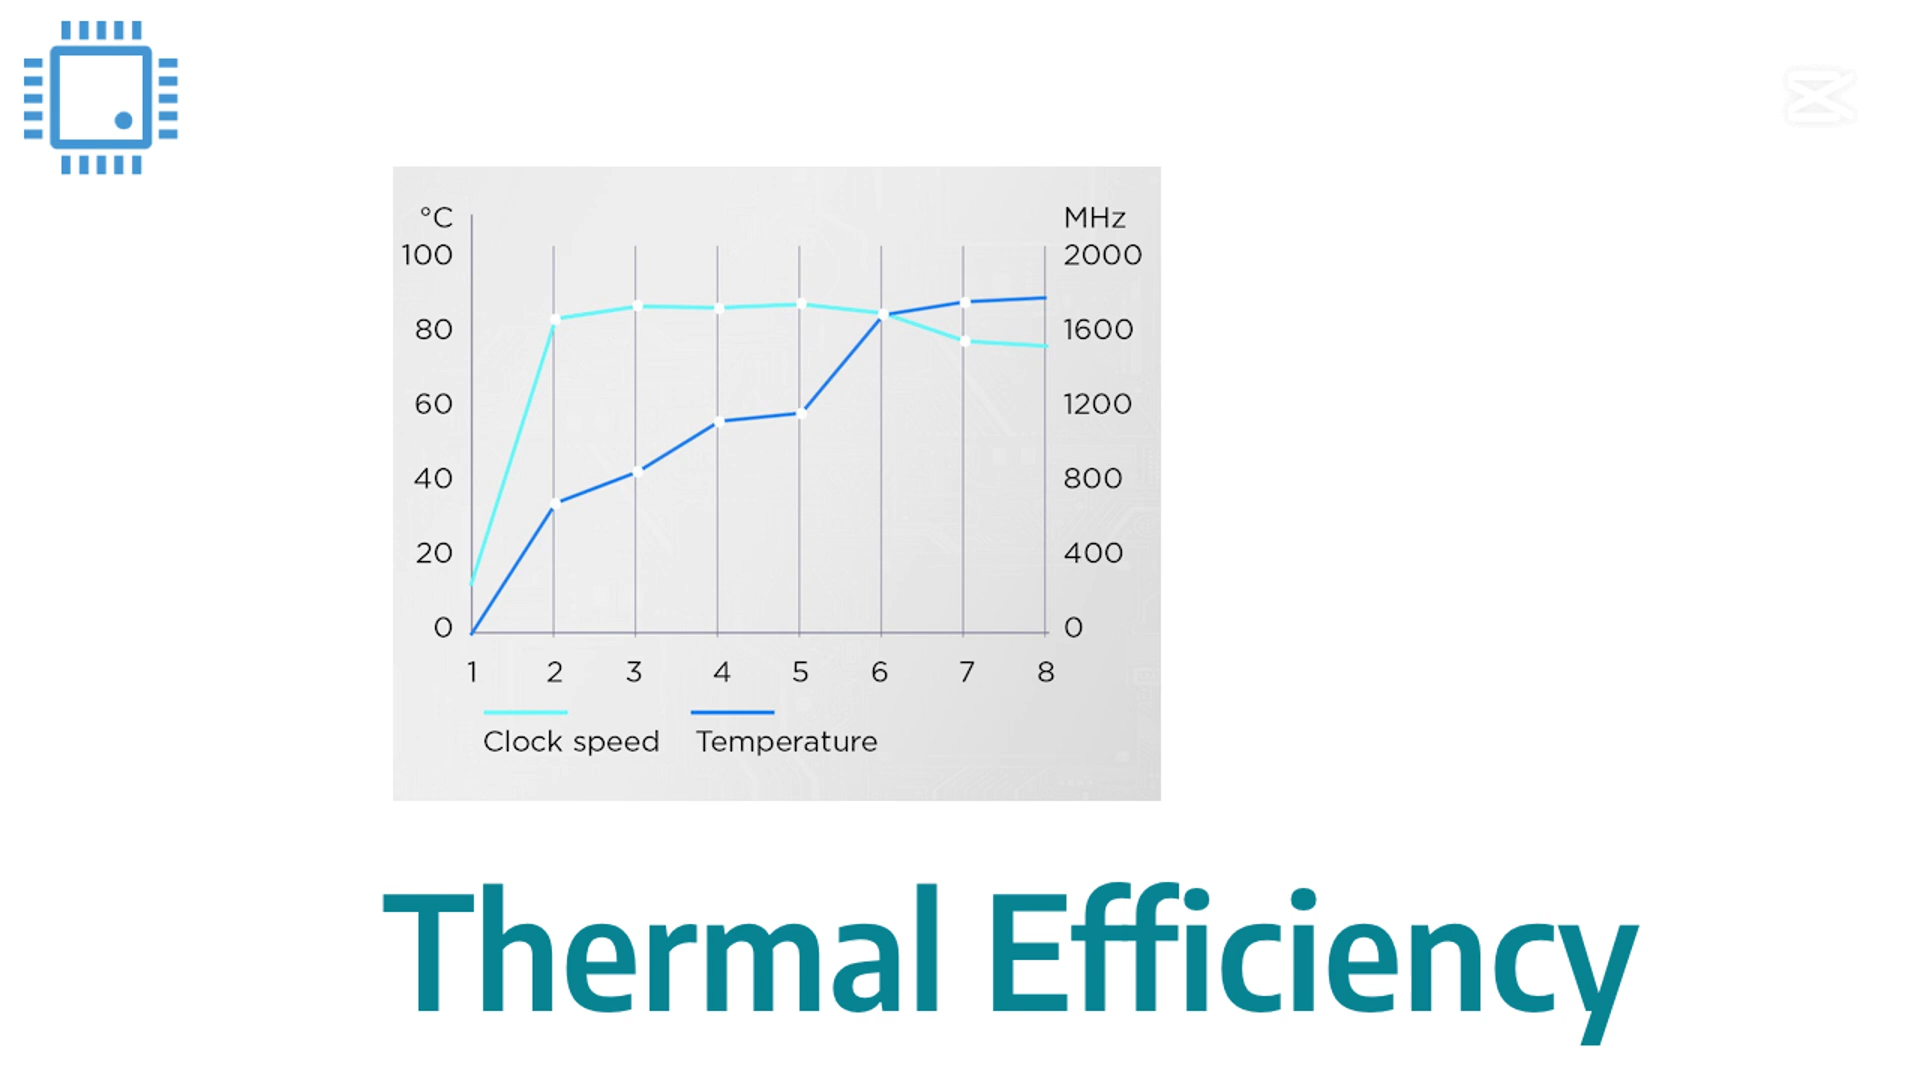 °C MHz
100 2000
80 1600
60 1200
40 800
20 400
0 0
1 2 3 4 5 6 7 8
Clock speed Temperature
Thermal Efficiency